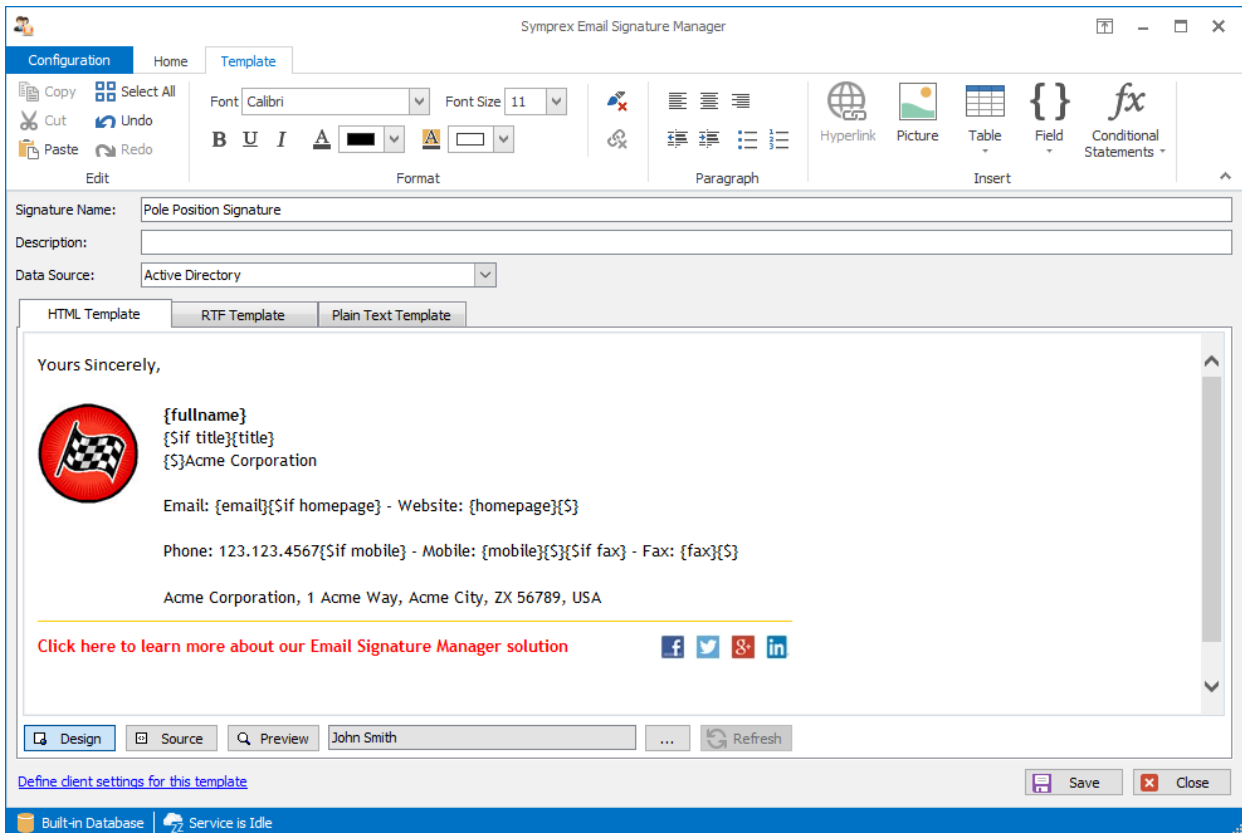 Symprex Email Signature Manager
Configuration Home Template
Copy Select All
Cut Undo
Paste Redo
Edit
Font Calibri Font Size 11
B U I A A
Format
Paragraph
Hyperlink Picture Table Field Conditional Statements
{ } fx
Insert
Signature Name: Pole Position Signature
Description:
Data Source: Active Directory
HTML Template RTF Template Plain Text Template
Yours Sincerely,
{fullname}
{$if title}{title}
{$}Acme Corporation
Email: {email}{$if homepage} - Website: {homepage}{$}
Phone: 123.123.4567{$if mobile} - Mobile: {mobile}{$}{$if fax} - Fax: {fax}{$}
Acme Corporation, 1 Acme Way, Acme City, ZX 56789, USA
Click here to learn more about our Email Signature Manager solution f 8+ in
Design Source Preview John Smith ... Refresh
Define client settings for this template Save Close
Built-in Database Service is Idle